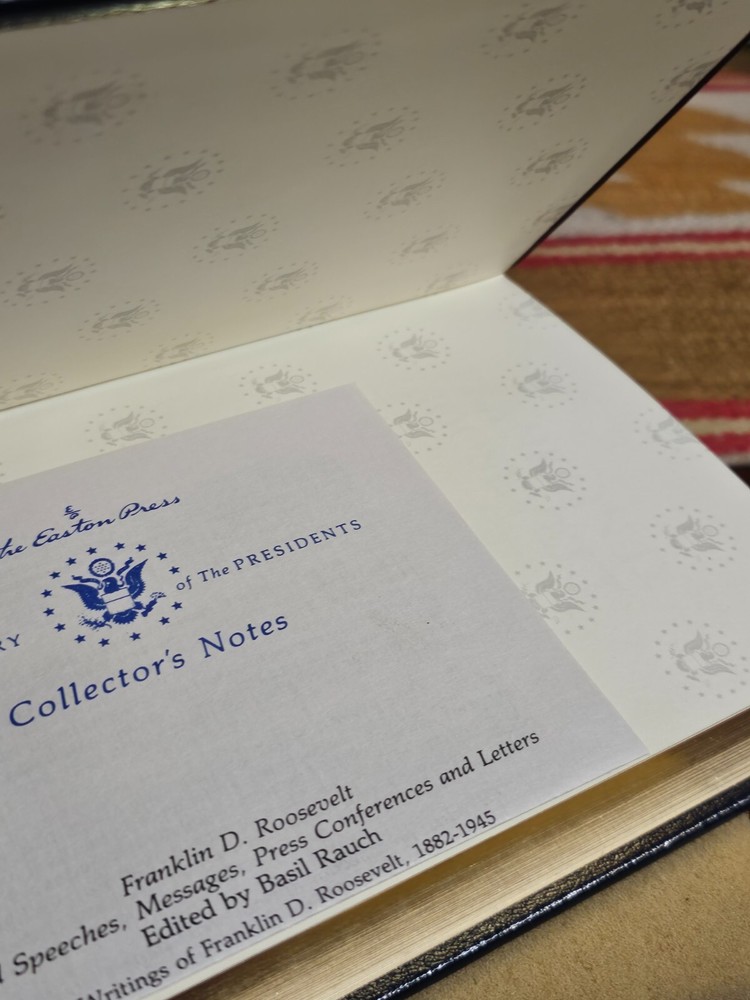 the Easton Press
of The PRESIDENTS
Collector's Notes
Franklin D. Roosevelt
Speeches, Messages, Press Conferences and Letters
Edited by Basil Rauch
Writings of Franklin D. Roosevelt, 1882-1945